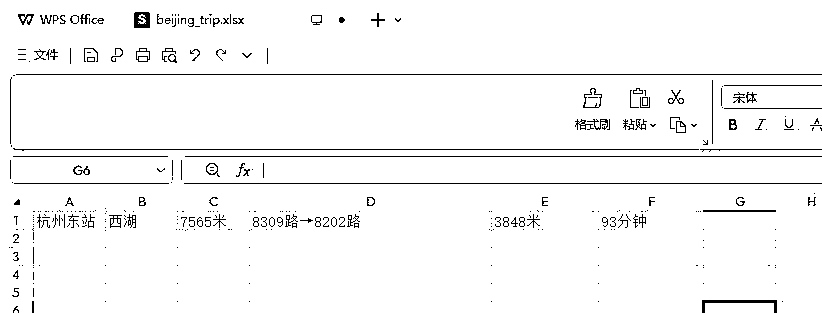 WPS Office beijing_trip.xlsx
文件
格式刷 粘贴 宋体
B I U A
G6 fx
A B C D E F G H
1 杭州东站 西湖 7565米 8309路→8202路 3848米 93分钟
2
3
4
5
6